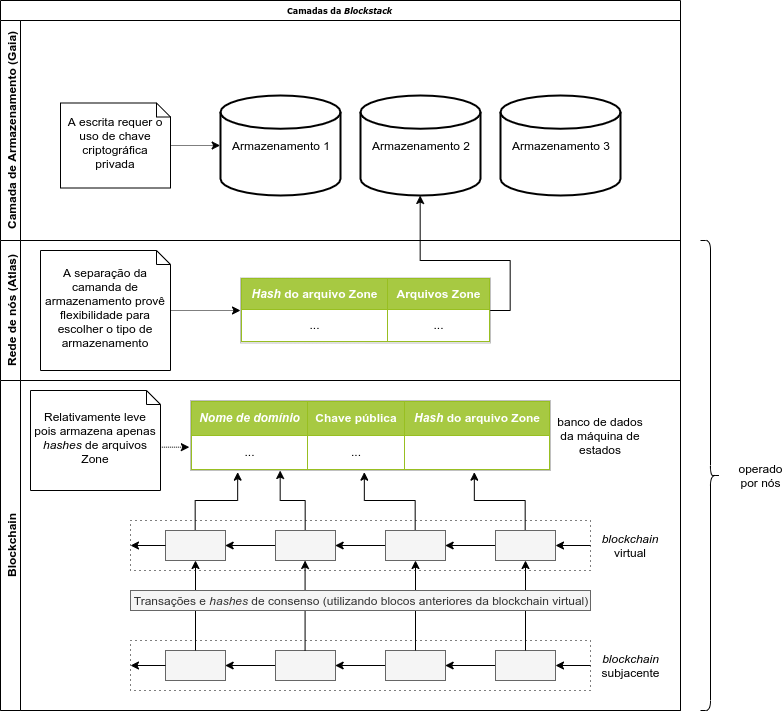 Camadas da Blockstack
Camada de Armazenamento (Gaia)
A escrita requer o
uso de chave
criptográfica
privada
Armazenamento 1
Armazenamento 2
Armazenamento 3
Rede de nós (Atlas)
A separação da
camanda de
armazenamento provê
flexibilidade para
escolher o tipo de
armazenamento
Hash do arquivo Zone
Arquivos Zone
...
...
Blockchain
Relativamente leve
pois armazena apenas
hashes de arquivos
Zone
Nome de domínio
Chave pública
Hash do arquivo Zone
...
...
banco de dados
da máquina de
estados
operado
por nós
blockchain
virtual
Transações e hashes de consenso (utilizando blocos anteriores da blockchain virtual)
blockchain
subjacente